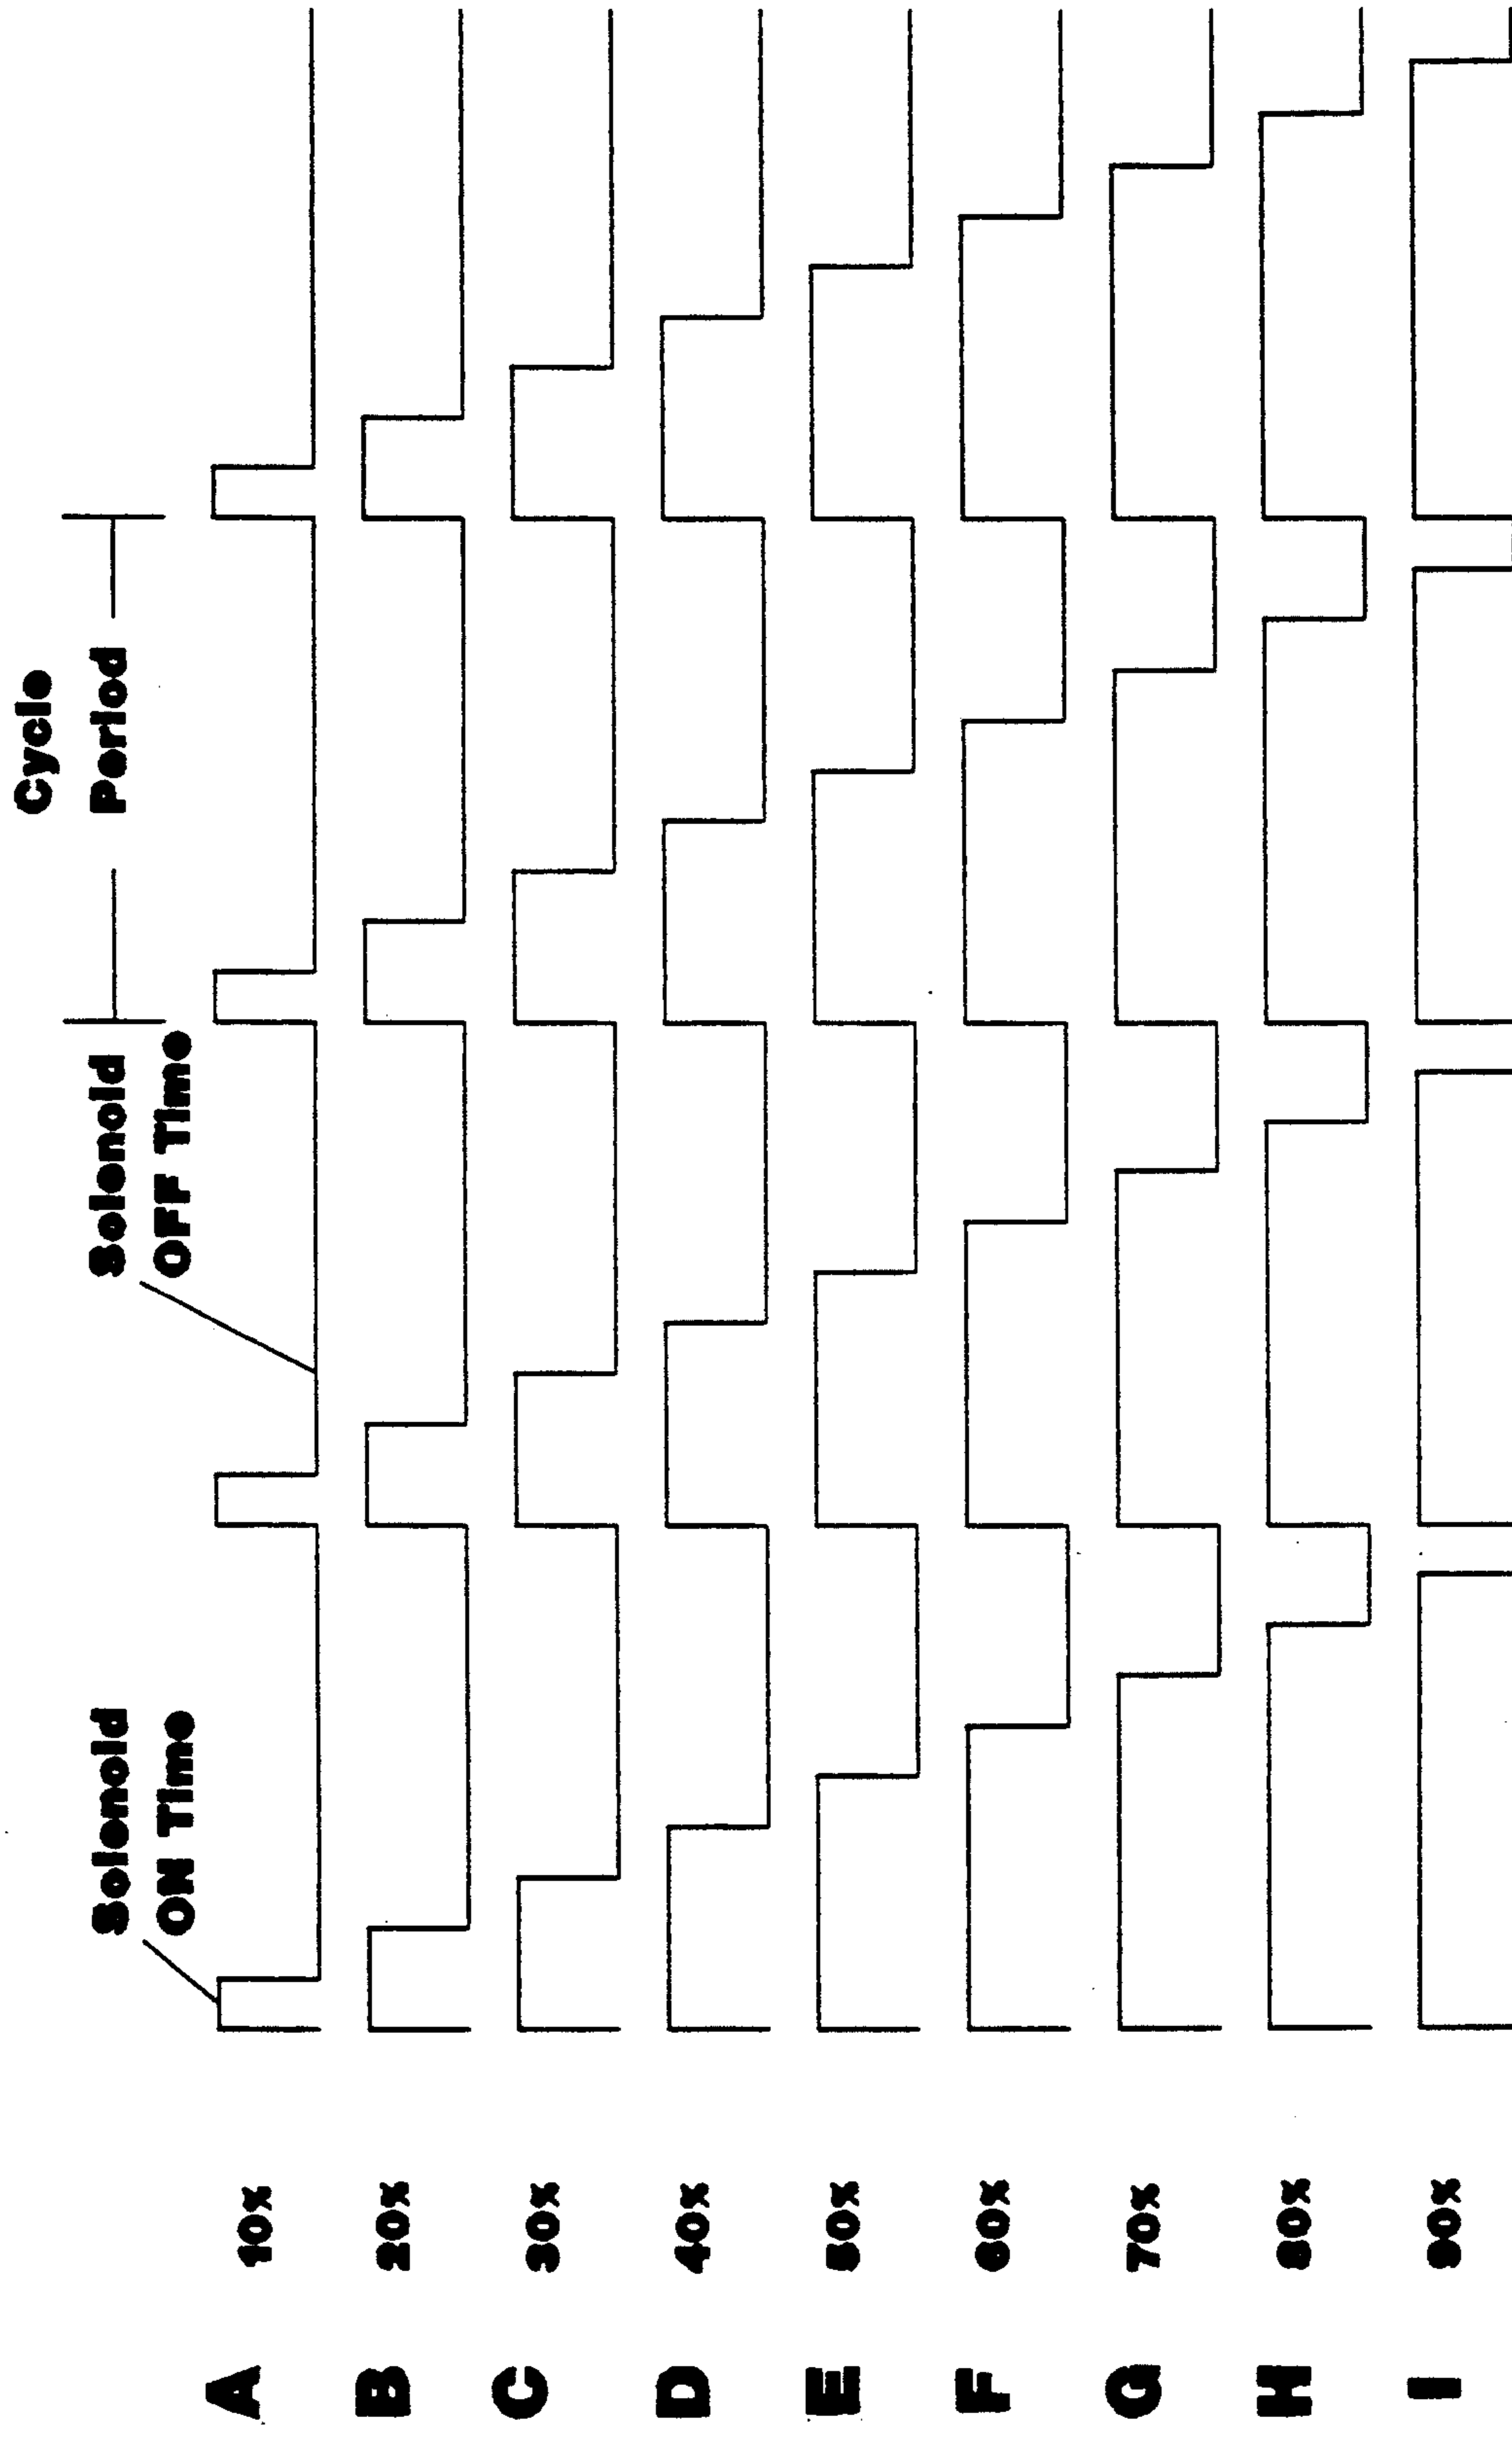 Cycle
Period
Solenoid
ON Time
Solenoid
OFF Time
A 10%
B 20%
C 30%
D 40%
E 50%
F 60%
G 70%
H 80%
I 90%